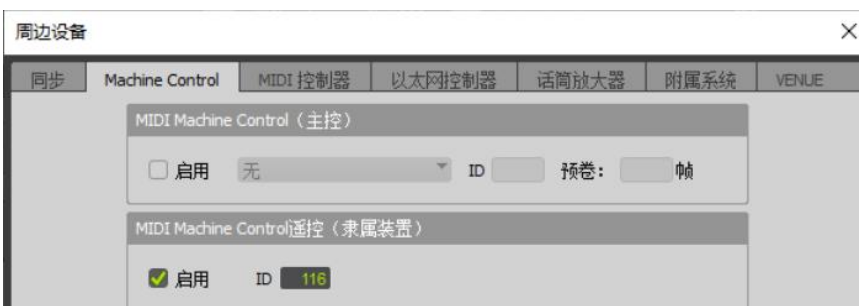 周边设备
同步 Machine Control MIDI 控制器 以太网控制器 话筒放大器 附属系统 VENUE
MIDI Machine Control（主控）
启用 无 ID 预卷： 帧
MIDI Machine Control遥控（隶属装置）
启用 ID 116